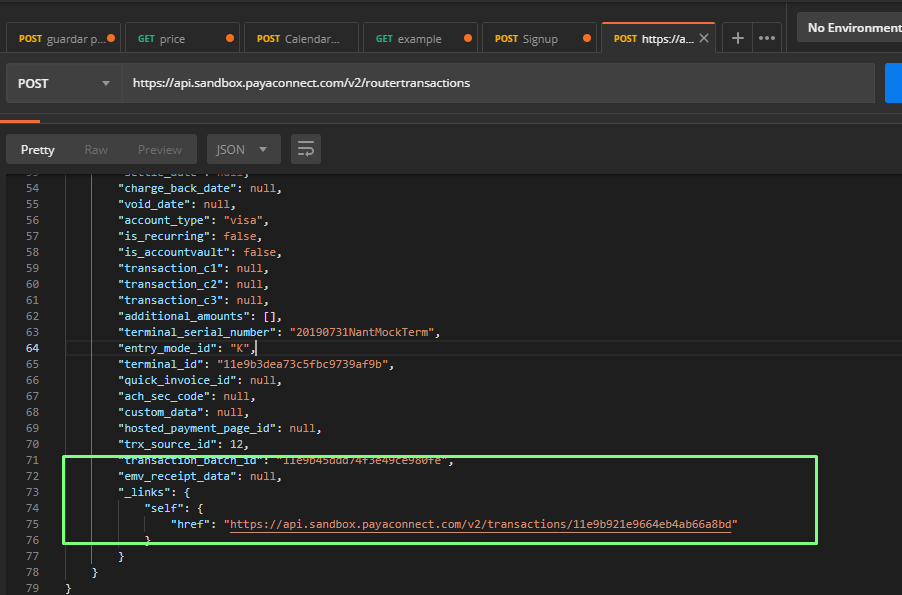 POST guardar p... GET price POST Calendar... GET example POST Signup POST https://a... No Environment
POST https://api.sandbox.payaconnect.com/v2/routertransactions
Pretty Raw Preview JSON
53 "settle_date": null,
54 "charge_back_date": null,
55 "void_date": null,
56 "account_type": "visa",
57 "is_recurring": false,
58 "is_accountvault": false,
59 "transaction_c1": null,
60 "transaction_c2": null,
61 "transaction_c3": null,
62 "additional_amounts": [],
63 "terminal_serial_number": "20190731NantMockTerm",
64 "entry_mode_id": "K",
65 "terminal_id": "11e9b3dea73c5fbc9739af9b",
66 "quick_invoice_id": null,
67 "ach_sec_code": null,
68 "custom_data": null,
69 "hosted_payment_page_id": null,
70 "trx_source_id": 12,
71 "transaction_batch_id": "11e9b45ddd74f3e49ce980fe",
72 "emv_receipt_data": null,
73 "_links": {
74 "self": {
75 "href": "https://api.sandbox.payaconnect.com/v2/transactions/11e9b921e9664eb4ab66a8bd"
76 }
77 }
78 }
79 }